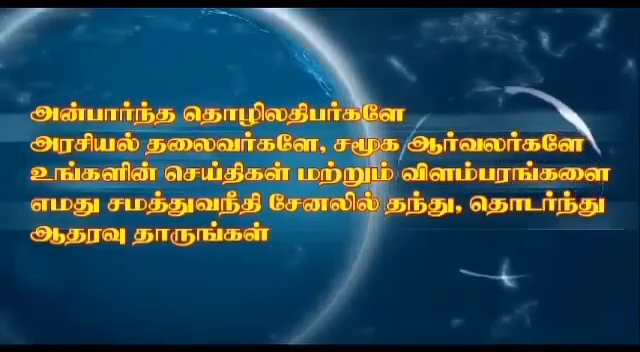 அன்பார்ந்த தொழிலதிபர்களே
அரசியல் தலைவர்களே, சமூக ஆர்வலர்களே
உங்களின் செய்திகள் மற்றும் விளம்பரங்களை
எமது சமத்துவநீதி சேனலில் தந்து, தொடர்ந்து
ஆதரவு தாருங்கள்